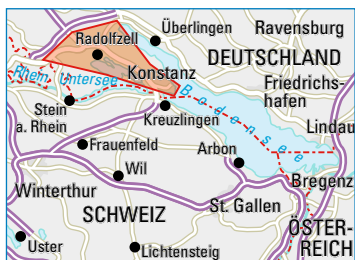 Überlingen
Ravensburg
Radolfzell
DEUTSCHLAND
Rhein
Untersee
Konstanz
Friedrichs-
hafen
Bodensee
Stein
a. Rhein
Kreuzlingen
Lindau
Frauenfeld
Arbon
Wil
Bregenz
Winterthur
St. Gallen
SCHWEIZ
ÖSTER-
REICH
Uster
Lichtensteig